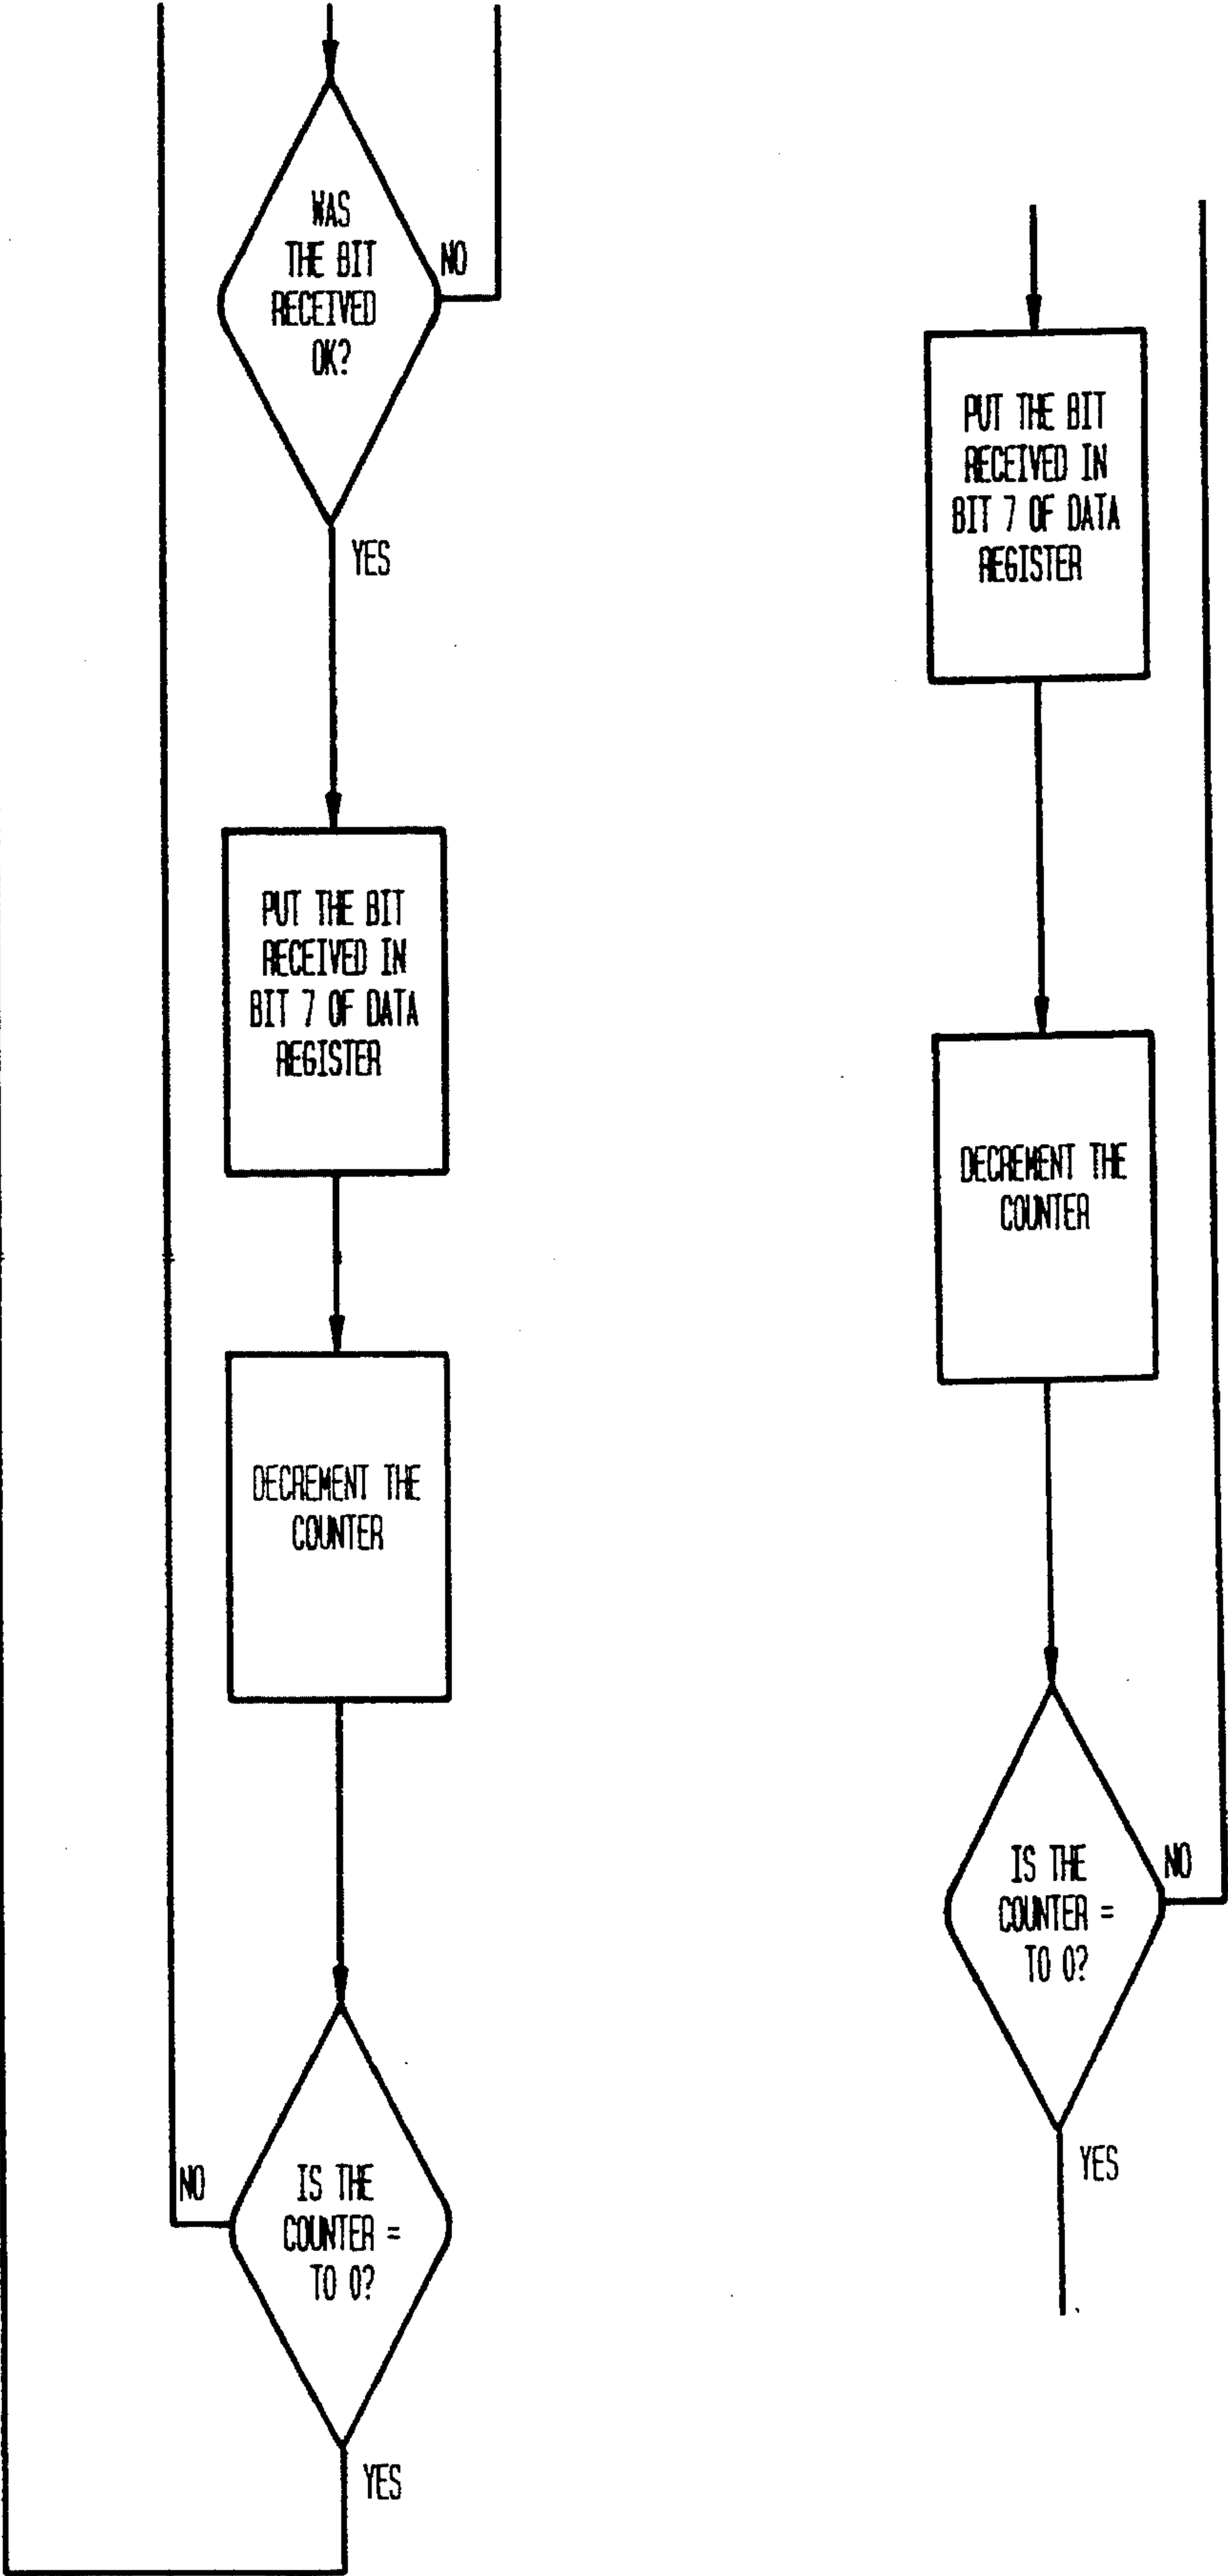 WAS
THE BIT
RECEIVED
OK?
NO
YES
PUT THE BIT
RECEIVED IN
BIT 7 OF DATA
REGISTER
DECREMENT THE
COUNTER
IS THE
COUNTER =
TO 0?
NO
YES
PUT THE BIT
RECEIVED IN
BIT 7 OF DATA
REGISTER
DECREMENT THE
COUNTER
IS THE
COUNTER =
TO 0?
NO
YES